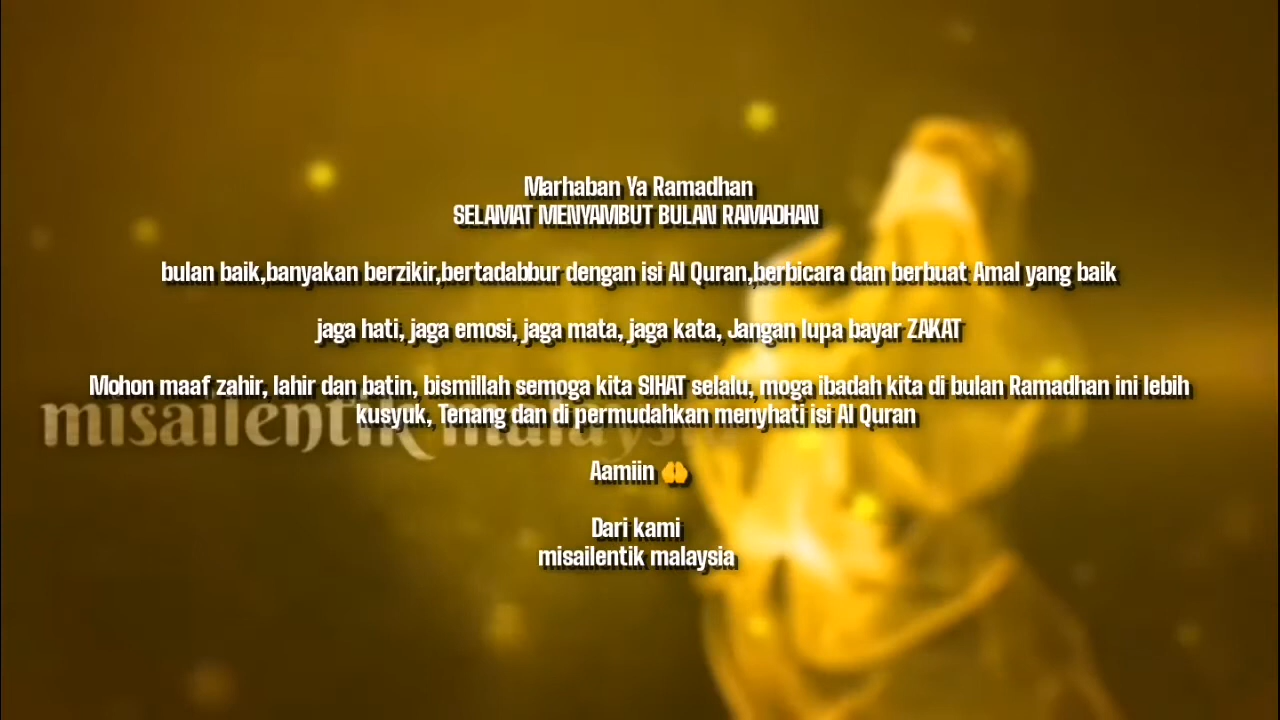 Marhaban Ya Ramadhan
SELAMAT MENYAMBUT BULAN RAMADHAN
bulan baik,banyakan berzikir,bertadabbur dengan isi Al Quran,berbicara dan berbuat Amal yang baik
jaga hati, jaga emosi, jaga mata, jaga kata, Jangan lupa bayar ZAKAT
Mohon maaf zahir, lahir dan batin, bismillah semoga kita SIHAT selalu, moga ibadah kita di bulan Ramadhan ini lebih
kusyuk, Tenang dan di permudahkan menyhati isi Al Quran
misailentik malaysia
Aamiin 🤲
Dari kami
misailentik malaysia